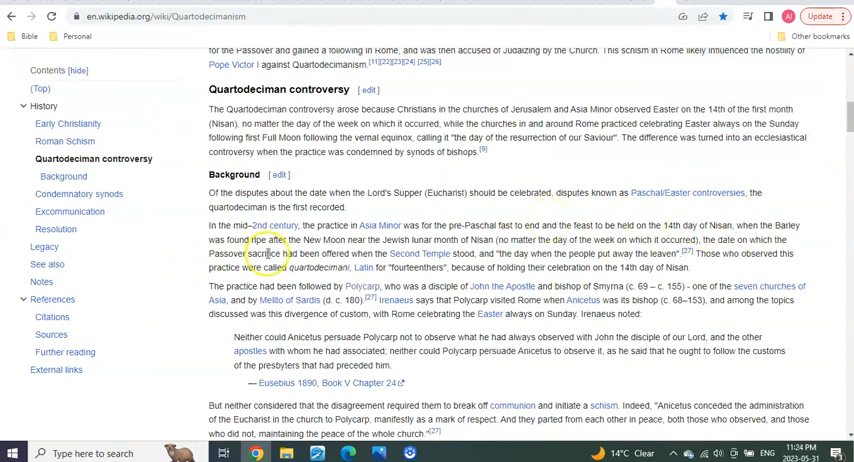 en.wikipedia.org/wiki/Quartodecimanism
AI
Update
Bible
Personal
Other bookmarks
Contents [hide]
(Top)
History
Early Christianity
Roman Schism
Quartodeciman controversy
Background
Condemnatory synods
Excommunication
Resolution
Legacy
See also
Notes
References
Citations
Sources
Further reading
External links
for the Passover and gained a following in Rome, and was then accused of Judaizing by the Church. This schism in Rome likely influenced the hostility of
Pope Victor I against Quartodecimanism.[11][22][23][24] [25][26]
Quartodeciman controversy [ edit ]
The Quartodeciman controversy arose because Christians in the churches of Jerusalem and Asia Minor observed Easter on the 14th of the first month
(Nisan), no matter the day of the week on which it occurred, while the churches in and around Rome practiced celebrating Easter always on the Sunday
following first Full Moon following the vernal equinox, calling it "the day of the resurrection of our Saviour". The difference was turned into an ecclesiastical
controversy when the practice was condemned by synods of bishops.[9]
Background [ edit ]
Of the disputes about the date when the Lord's Supper (Eucharist) should be celebrated, disputes known as Paschal/Easter controversies, the
quartodeciman is the first recorded.
In the mid–2nd century, the practice in Asia Minor was for the pre-Paschal fast to end and the feast to be held on the 14th day of Nisan, when the Barley
was found ripe after the New Moon near the Jewish lunar month of Nisan (no matter the day of the week on which it occurred), the date on which the
Passover sacrifice had been offered when the Second Temple stood, and "the day when the people put away the leaven".[27] Those who observed this
practice were called quartodecimani, Latin for "fourteenthers", because of holding their celebration on the 14th day of Nisan.
The practice had been followed by Polycarp, who was a disciple of John the Apostle and bishop of Smyrna (c. 69 – c. 155) - one of the seven churches of
Asia, and by Melito of Sardis (d. c. 180).[27] Irenaeus says that Polycarp visited Rome when Anicetus was its bishop (c. 68–153), and among the topics
discussed was this divergence of custom, with Rome celebrating the Easter always on Sunday. Irenaeus noted:
Neither could Anicetus persuade Polycarp not to observe what he had always observed with John the disciple of our Lord, and the other
apostles with whom he had associated; neither could Polycarp persuade Anicetus to observe it, as he said that he ought to follow the customs
of the presbyters that had preceded him.
— Eusebius 1890, Book V Chapter 24
But neither considered that the disagreement required them to break off communion and initiate a schism. Indeed, "Anicetus conceded the administration
of the Eucharist in the church to Polycarp, manifestly as a mark of respect. And they parted from each other in peace, both those who observed, and those
who did not, maintaining the peace of the whole church."[27]
Type here to search
14°C Clear
ENG
11:24 PM
2023-05-31
3